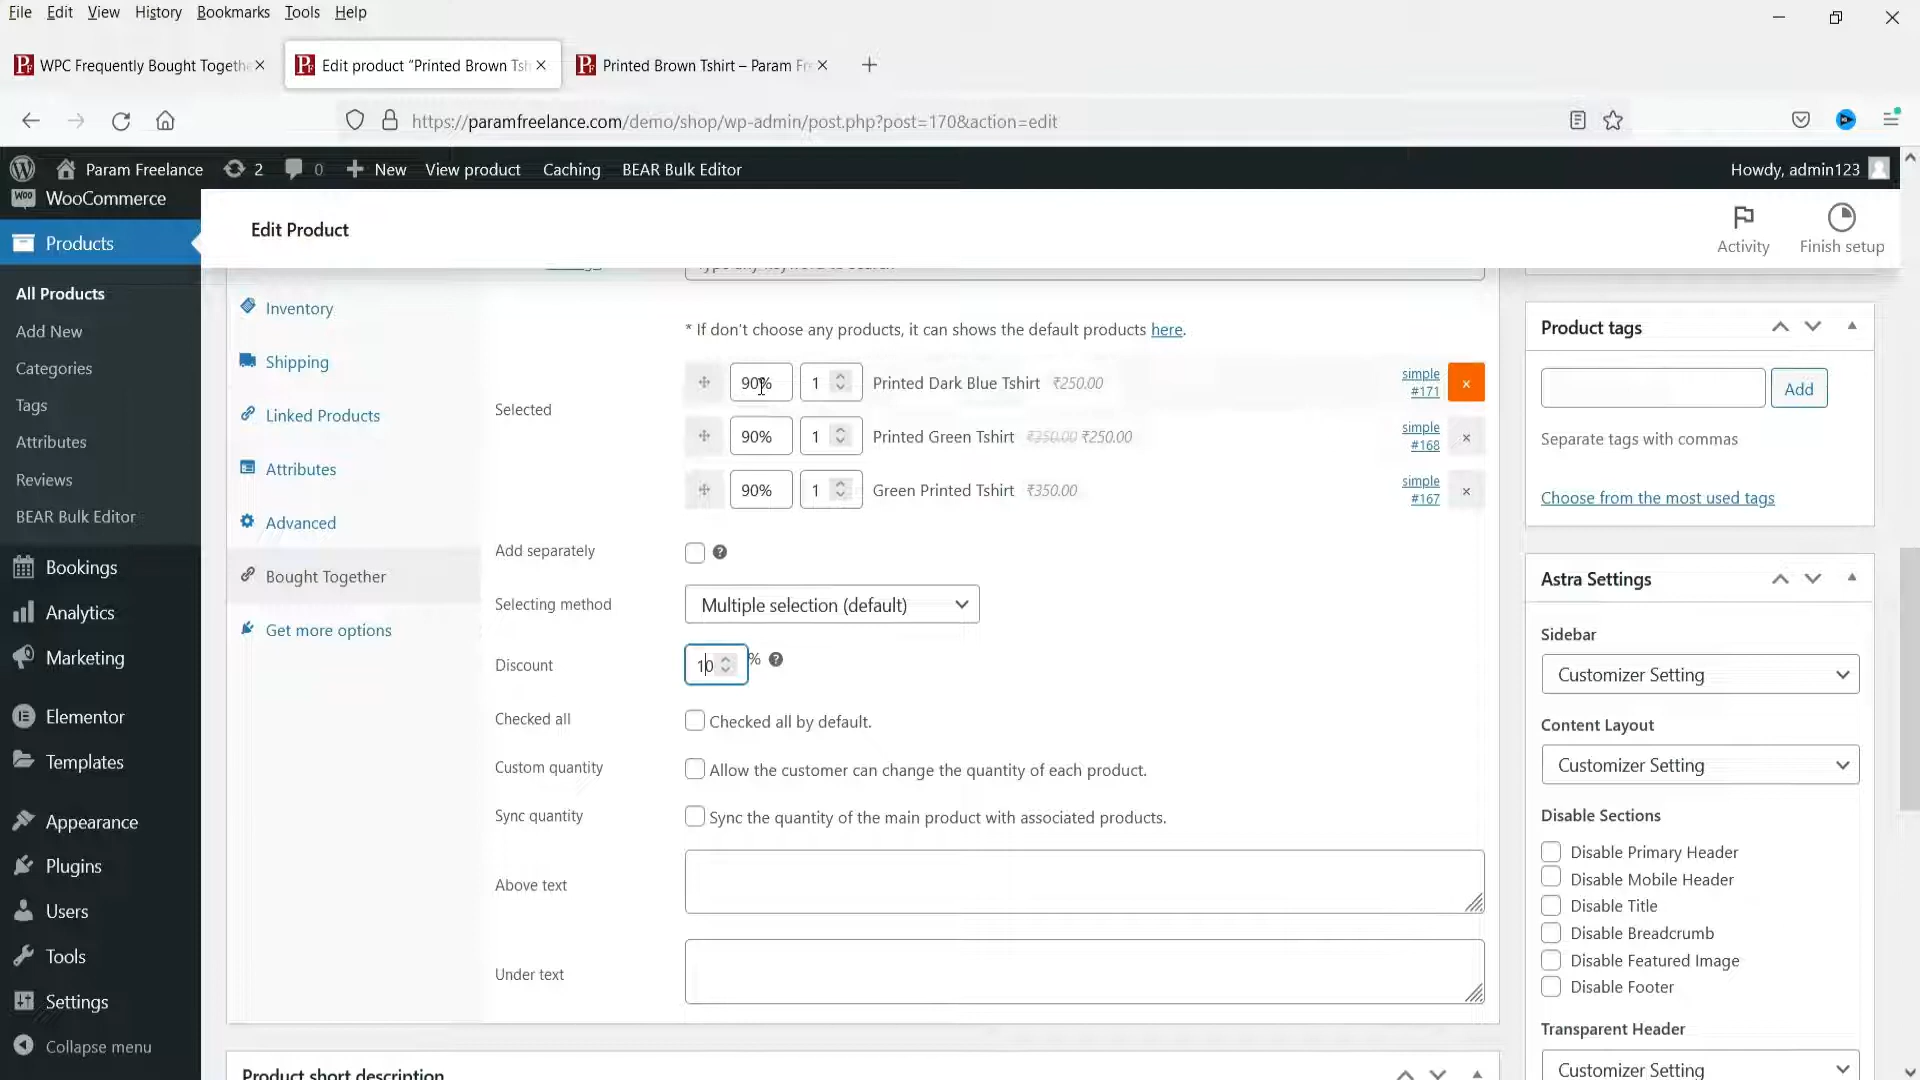 File Edit View History Bookmarks Tools Help
WPC Frequently Bought Togethe
Edit product “Printed Brown Tsh
Printed Brown Tshirt – Param Fre
https://paramfreelance.com/demo/shop/wp-admin/post.php?post=170&action=edit
Param Freelance 2 0 New View product Caching BEAR Bulk Editor Howdy, admin123
WooCommerce
Products
All Products
Add New
Categories
Tags
Attributes
Reviews
BEAR Bulk Editor
Bookings
Analytics
Marketing
Elementor
Templates
Appearance
Plugins
Users
Tools
Settings
Collapse menu
Edit Product
Activity
Finish setup
Inventory
Shipping
Linked Products
Attributes
Advanced
Bought Together
Get more options
* If don't choose any products, it can shows the default products here.
Selected
90% 1 Printed Dark Blue Tshirt ₹250.00 simple #171 ×
90% 1 Printed Green Tshirt ₹350.00 ₹250.00 simple #168 ×
90% 1 Green Printed Tshirt ₹350.00 simple #167 ×
Add separately
Selecting method Multiple selection (default)
Discount 10 %
Checked all Checked all by default.
Custom quantity Allow the customer can change the quantity of each product.
Sync quantity Sync the quantity of the main product with associated products.
Above text
Under text
Product short description
Product tags
Add
Separate tags with commas
Choose from the most used tags
Astra Settings
Sidebar
Customizer Setting
Content Layout
Customizer Setting
Disable Sections
Disable Primary Header
Disable Mobile Header
Disable Title
Disable Breadcrumb
Disable Featured Image
Disable Footer
Transparent Header
Customizer Setting